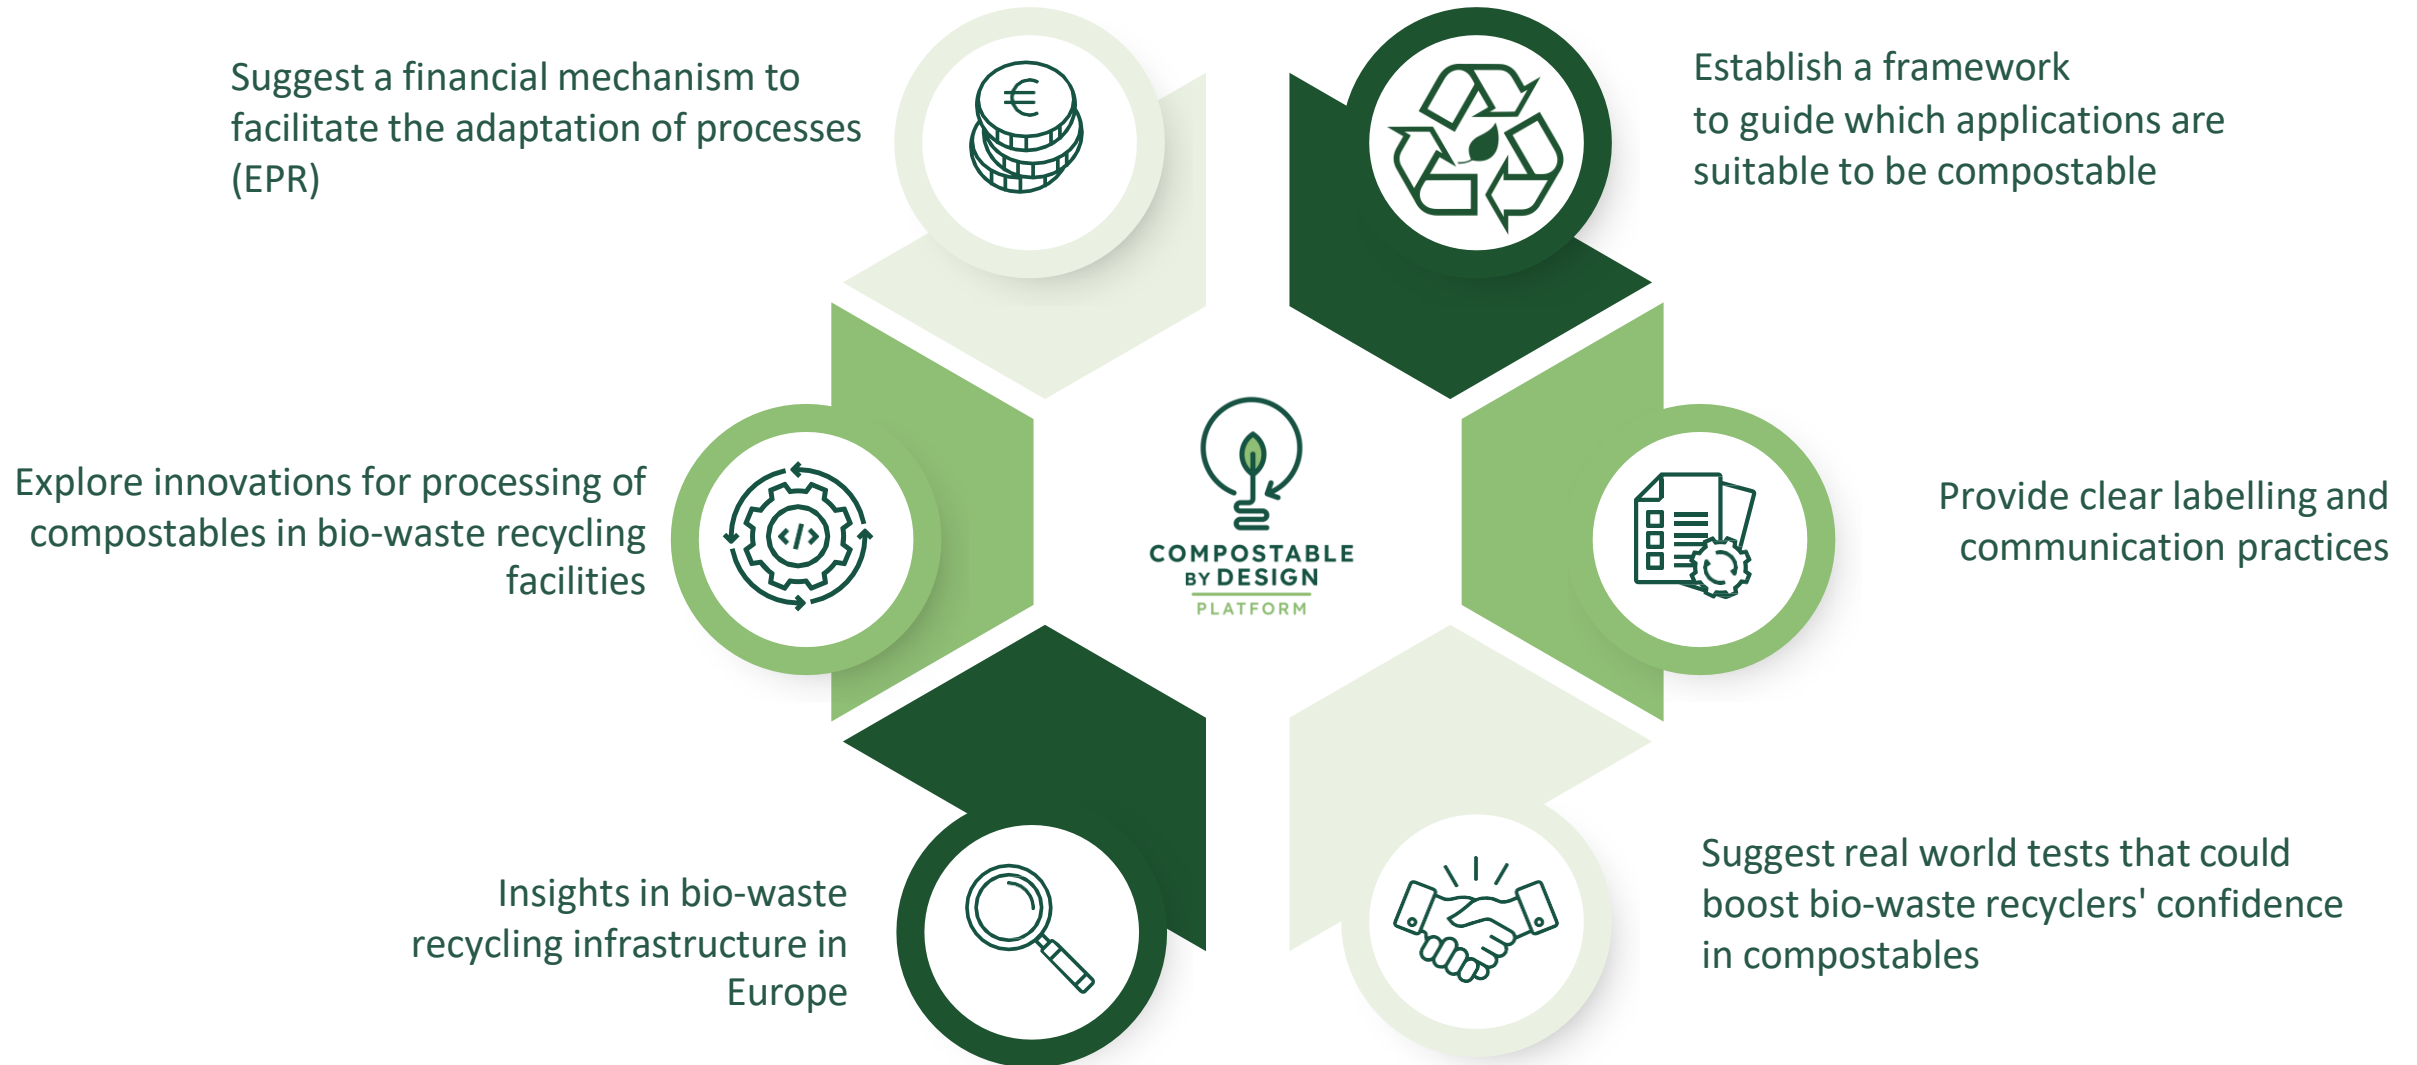 Suggest a financial mechanism to
facilitate the adaptation of processes
(EPR)
Establish a framework
to guide which applications are
suitable to be compostable
Explore innovations for processing of
compostables in bio-waste recycling
facilities
</>
COMPOSTABLE
BY DESIGN
PLATFORM
Provide clear labelling and
communication practices
Insights in bio-waste
recycling infrastructure in
Europe
Suggest real world tests that could
boost bio-waste recyclers' confidence
in compostables